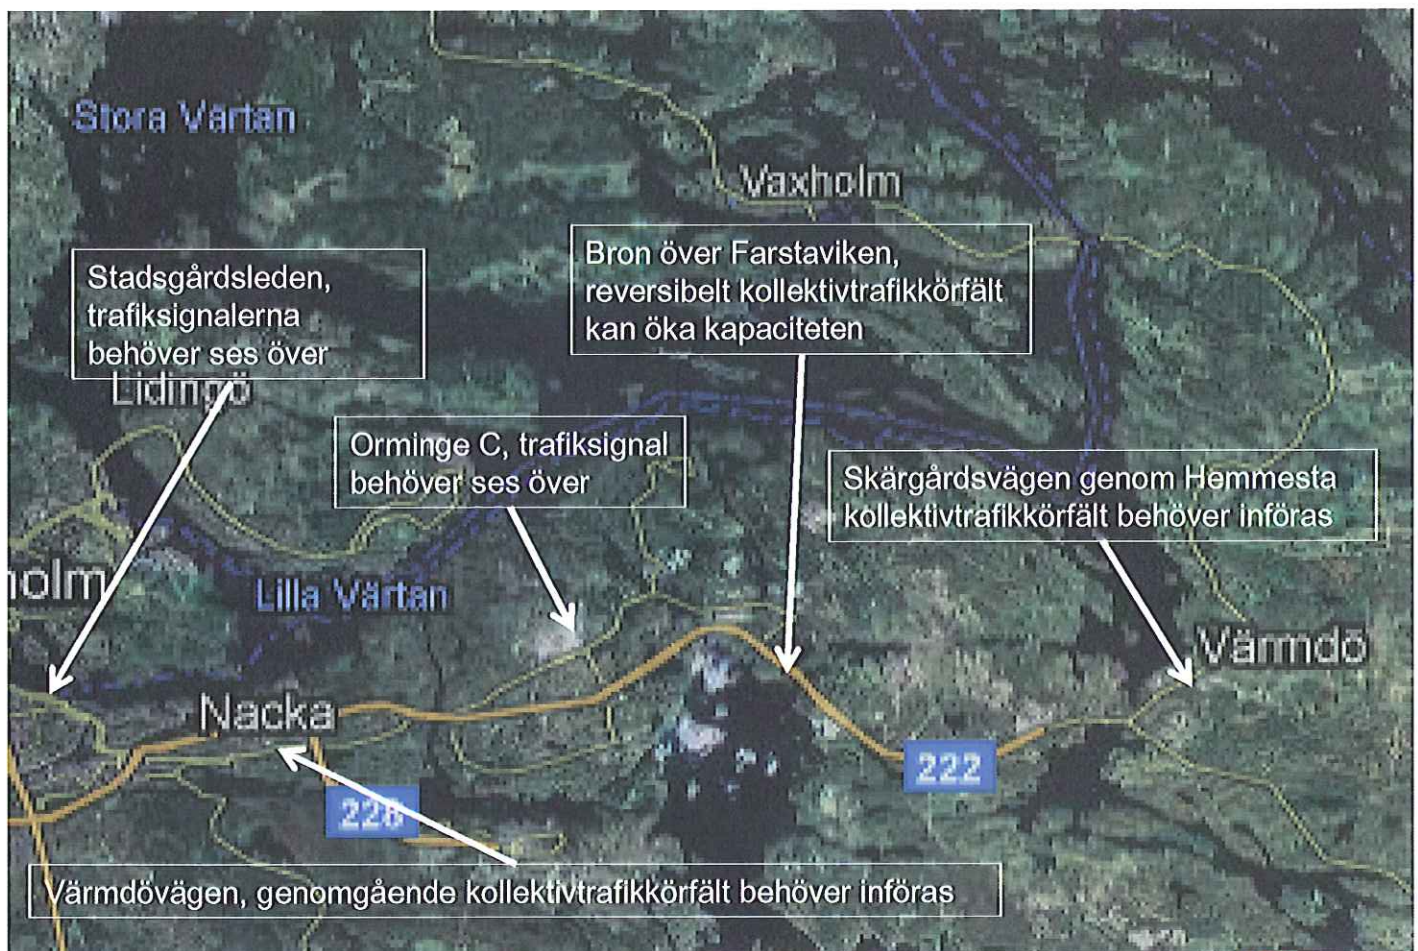 Stora Värtan
Vaxholm
Stadsgårdsleden,
trafiksignalerna
behöver ses över
Bron över Farstaviken,
reversibelt kollektivtrafikkörfält
kan öka kapaciteten
Lidingö
Orminge C, trafiksignal
behöver ses över
Skärgårdsvägen genom Hemmesta
kollektivtrafikkörfält behöver införas
holm
Lilla Värtan
Värmdö
Nacka
222
228
Värmdövägen, genomgående kollektivtrafikkörfält behöver införas